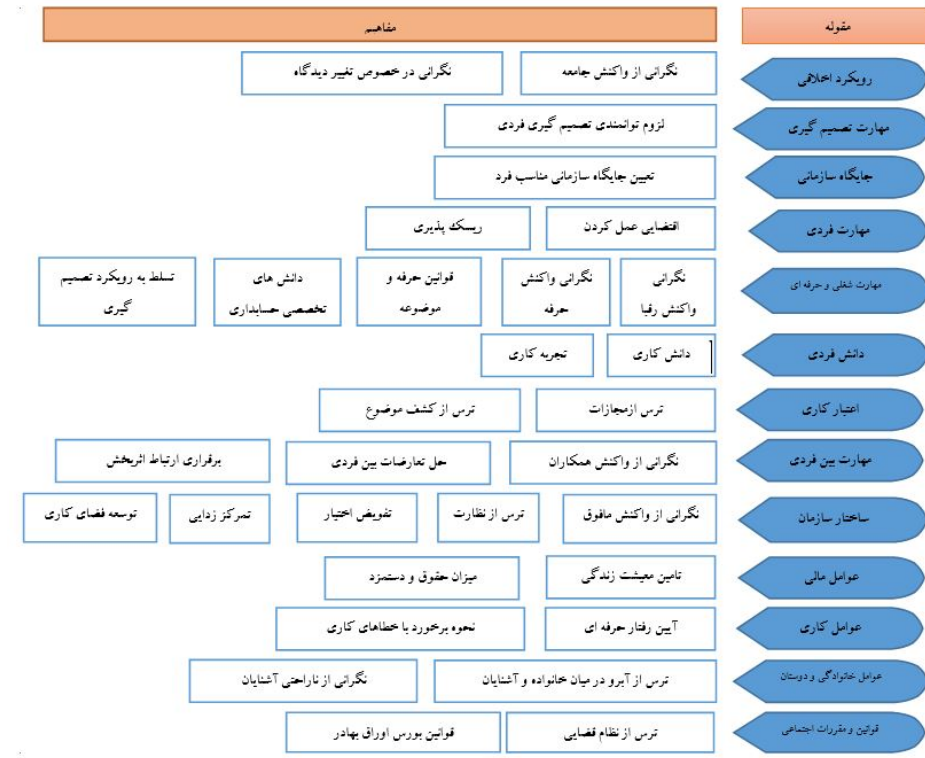 مقوله
مفاهیم
رویکرد اخلاقی
نگرانی از واکنش جامعه
نگرانی در خصوص تغییر دیدگاه
مهارت تصمیم گیری
لزوم توانمندی تصمیم گیری فردی
جایگاه سازمانی
تعیین جایگاه سازمانی مناسب فرد
مهارت فردی
اقتضایی عمل کردن
ریسک پذیری
مهارت شغلی و حرفه ای
نگرانی
واکنش رقبا
نگرانی واکنش
حرفه
قوانین حرفه و
موضوعه
دانش های
تخصصی حسابداری
تسلط به رویکرد تصمیم
گیری
دانش فردی
دانش کاری
تجربه کاری
اعتبار کاری
ترس ازمجازات
ترس از کشف موضوع
مهارت بین فردی
نگرانی از واکنش همکاران
حل تعارضات بین فردی
برقراری ارتباط اثربخش
ساختار سازمان
نگرانی از واکنش مافوق
ترس از نظارت
تفویض اختیار
تمرکز زدایی
توسعه فضای کاری
عوامل مالی
تامین معیشت زندگی
میزان حقوق و دستمزد
عوامل کاری
آیین رفتار حرفه ای
نحوه برخورد با خطاهای کاری
عوامل خانوادگی و دوستان
ترس از آبرو در میان خانواده و آشنایان
نگرانی از ناراحتی آشنایان
قوانین و مقررات اجتماعی
ترس از نظام قضایی
قوانین بورس اوراق بهادر